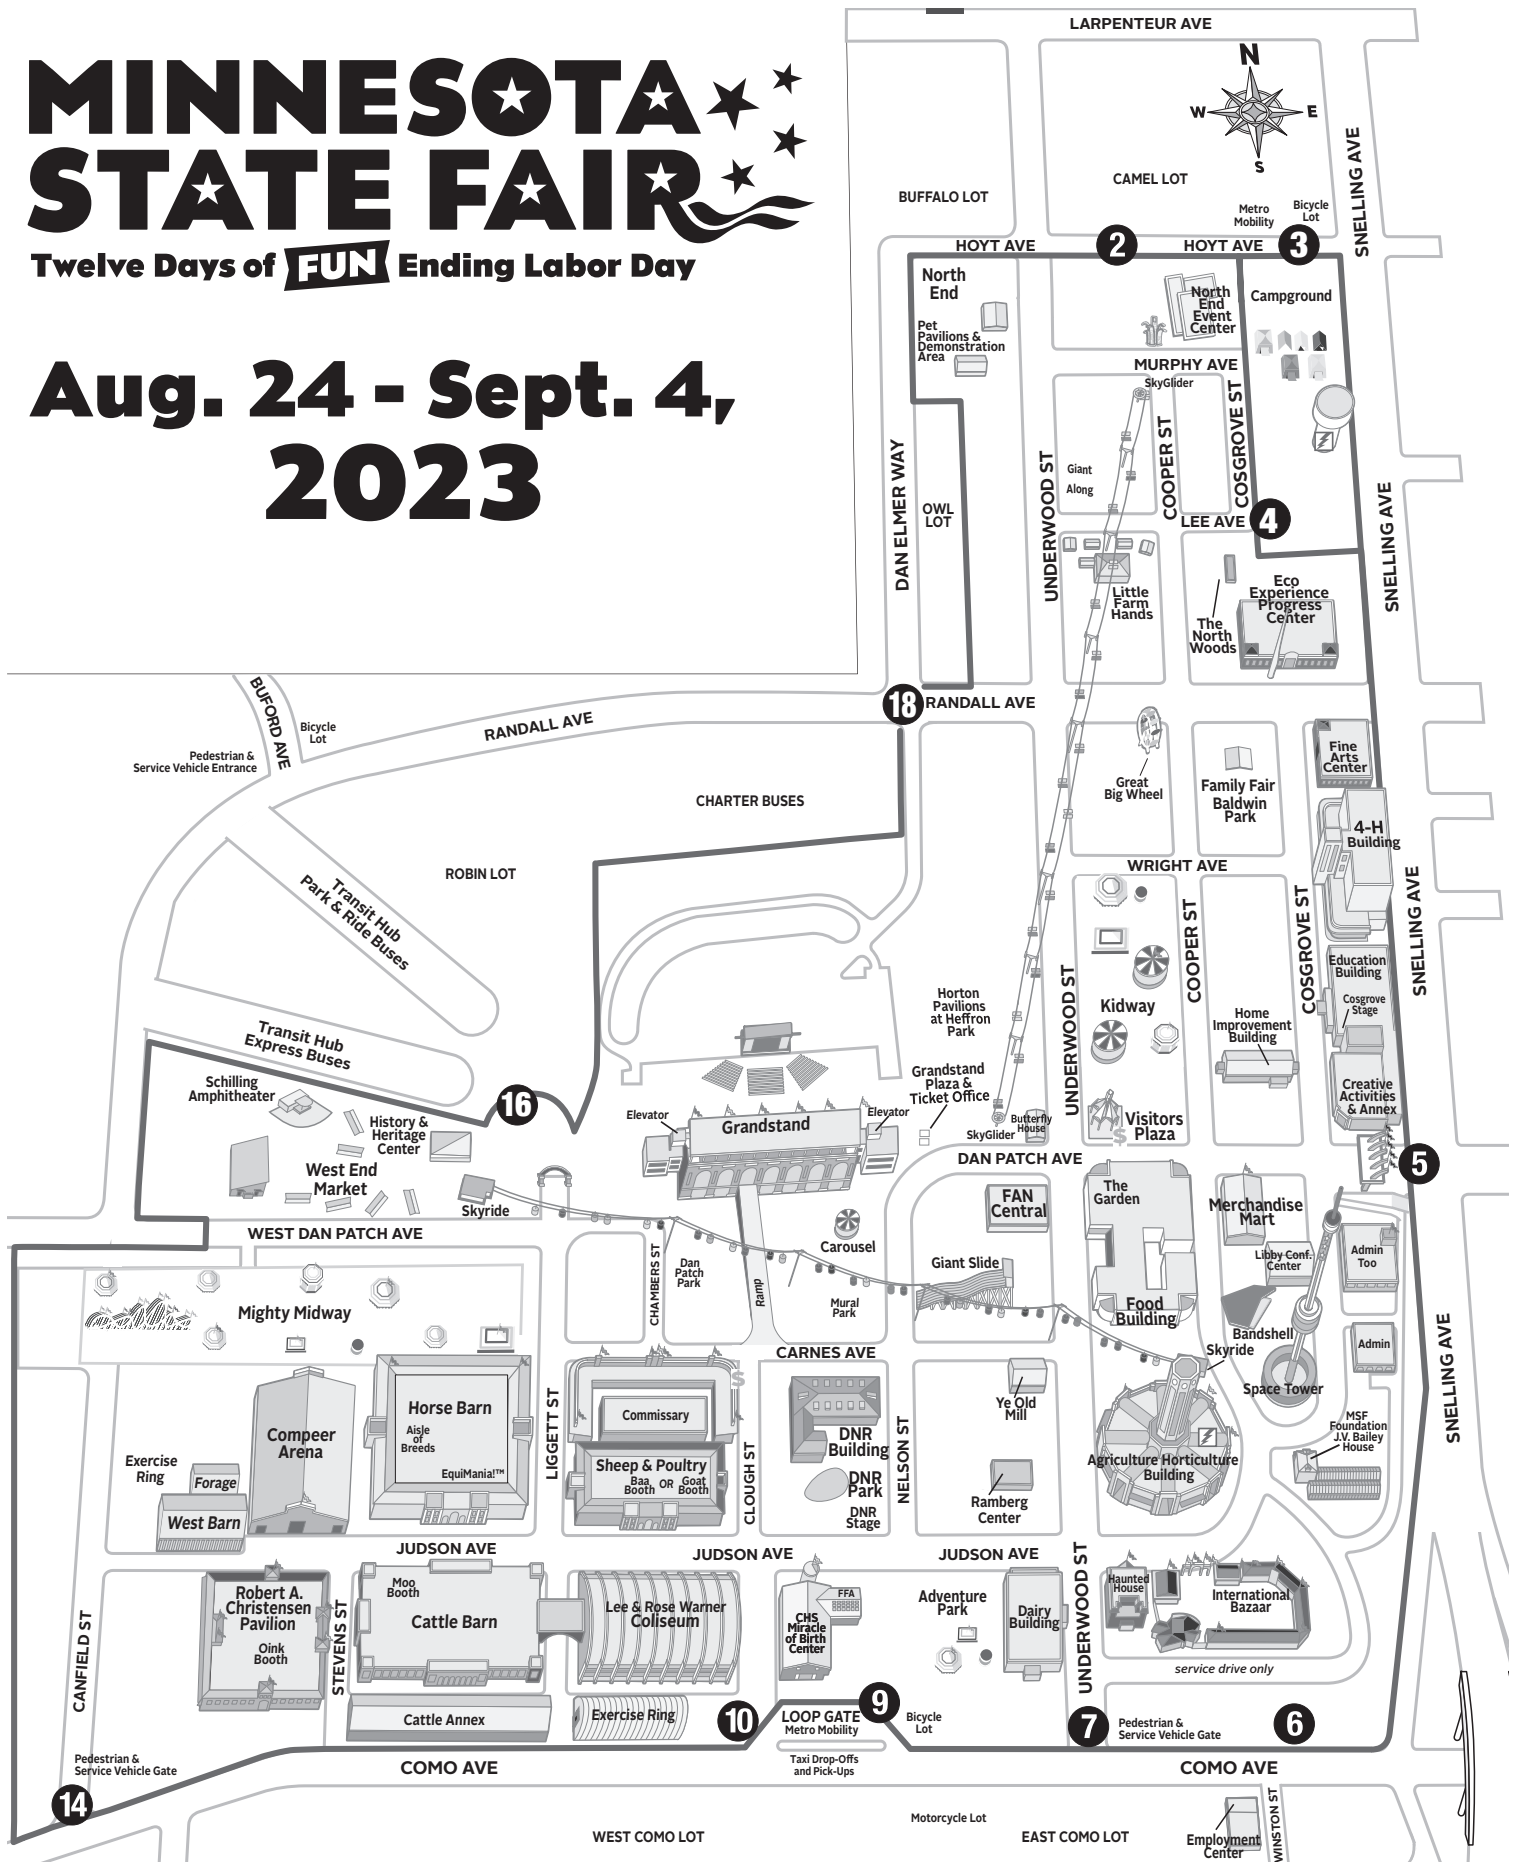 MINNESOTA
STATE FAIR
Twelve Days of FUN Ending Labor Day
Aug. 24 - Sept. 4,
2023
LARPENTEUR AVE
N
W
E
S
SNELLING AVE
CAMEL LOT
BUFFALO LOT
Metro
Mobility
Bicycle
Lot
HOYT AVE
2
HOYT AVE
3
North
End
Pet
Pavilions &
Demonstration
Area
North
End
Event
Center
Campground
MURPHY AVE
SkyGlider
DAN ELMER WAY
OWL
LOT
UNDERWOOD ST
Giant
Along
COOPER ST
COSGROVE ST
LEE AVE
4
SNELLING AVE
Little
Farm
Hands
The
North
Woods
Eco
Experience
Progress
Center
18
RANDALL AVE
BUFORD AVE
Bicycle
Lot
Pedestrian &
Service Vehicle Entrance
RANDALL AVE
CHARTER BUSES
ROBIN LOT
Transit Hub
Park & Ride Buses
Transit Hub
Express Buses
Great
Big Wheel
Family Fair
Baldwin
Park
Fine
Arts
Center
4-H
Building
WRIGHT AVE
UNDERWOOD ST
COOPER ST
COSGROVE ST
SNELLING AVE
Kidway
Education
Building
Cosgrove
Stage
Home
Improvement
Building
Creative
Activities
& Annex
Horton
Pavilions
at Heffron
Park
Grandstand
Plaza &
Ticket Office
SkyGlider
Butterfly
House
Visitors
Plaza
$
Schilling
Amphitheater
History &
Heritage
Center
West End
Market
16
Elevator
Grandstand
Elevator
Skyride
5
DAN PATCH AVE
WEST DAN PATCH AVE
The
Garden
FAN
Central
Merchandise
Mart
Libby Conf.
Center
Admin
Too
Carousel
Giant Slide
CHAMBERS ST
Dan
Patch
Park
Ramp
Mural
Park
Food
Building
Bandshell
Skyride
Admin
Space Tower
SNELLING AVE
Mighty Midway
CARNES AVE
$
Compeer
Arena
Horse Barn
Aisle
of
Breeds
EquiMania!™
LIGGETT ST
Commissary
Sheep & Poultry
Baa
Booth
OR
Goat
Booth
CLOUGH ST
DNR
Building
DNR
Park
DNR
Stage
NELSON ST
Ye Old
Mill
Ramberg
Center
Agriculture Horticulture
Building
MSF
Foundation
J.V. Bailey
House
Exercise
Ring
Forage
West Barn
JUDSON AVE
JUDSON AVE
JUDSON AVE
CANFIELD ST
Robert A.
Christensen
Pavilion
Oink
Booth
STEVENS ST
Moo
Booth
Cattle Barn
Lee & Rose Warner
Coliseum
FFA
CHS
Miracle
of Birth
Center
Adventure
Park
Dairy
Building
UNDERWOOD ST
Haunted
House
International
Bazaar
service drive only
Cattle Annex
Exercise Ring
10
LOOP GATE
Metro Mobility
9
Bicycle
Lot
7
Pedestrian &
Service Vehicle Gate
6
Taxi Drop-Offs
and Pick-Ups
Pedestrian &
Service Vehicle Gate
14
COMO AVE
COMO AVE
WEST COMO LOT
Motorcycle Lot
EAST COMO LOT
Employment
Center
WINSTON ST